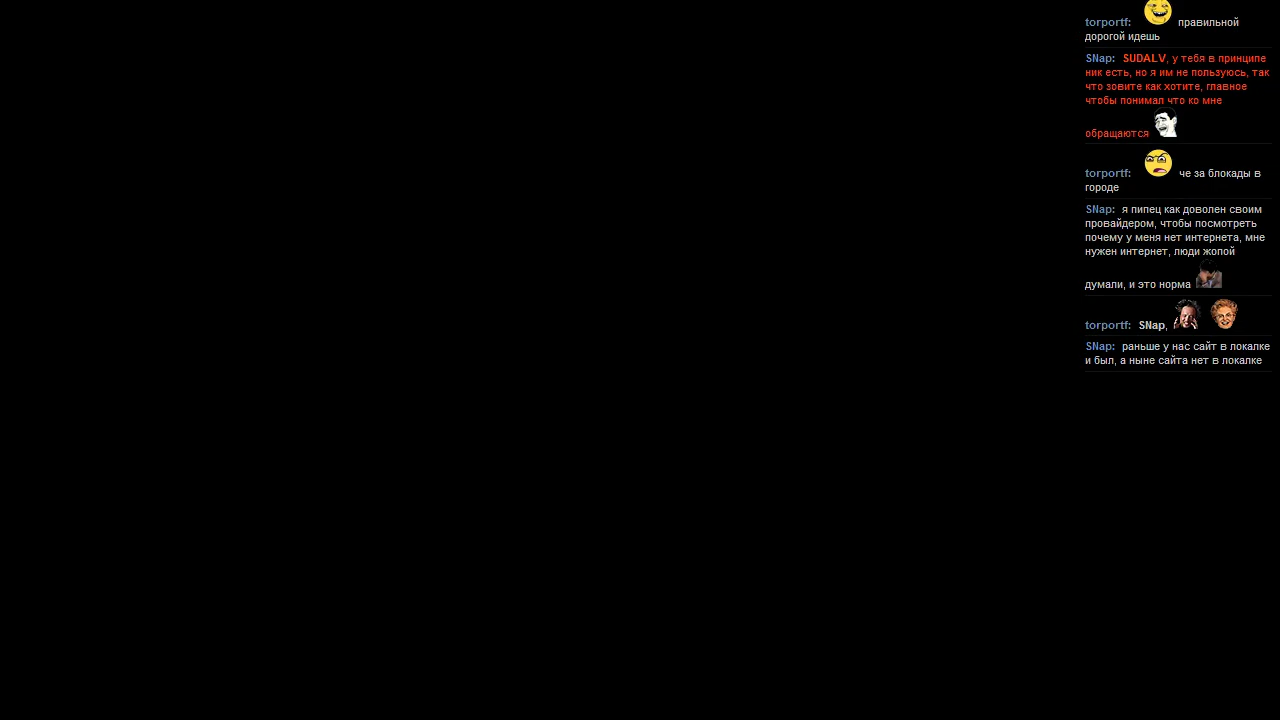 torportf: правильной
дорогой идешь
SNap: SUDALV, у тебя в принципе
ник есть, но я им не пользуюсь, так
что зовите как хотите, главное
чтобы понимал что ко мне
обращаются
torportf: че за блокады в
городе
SNap: я пипец как доволен своим
провайдером, чтобы посмотреть
почему у меня нет интернета, мне
нужен интернет, люди жопой
думали, и это норма
torportf: SNap,
SNap: раньше у нас сайт в локалке
и был, а ныне сайта нет в локалке